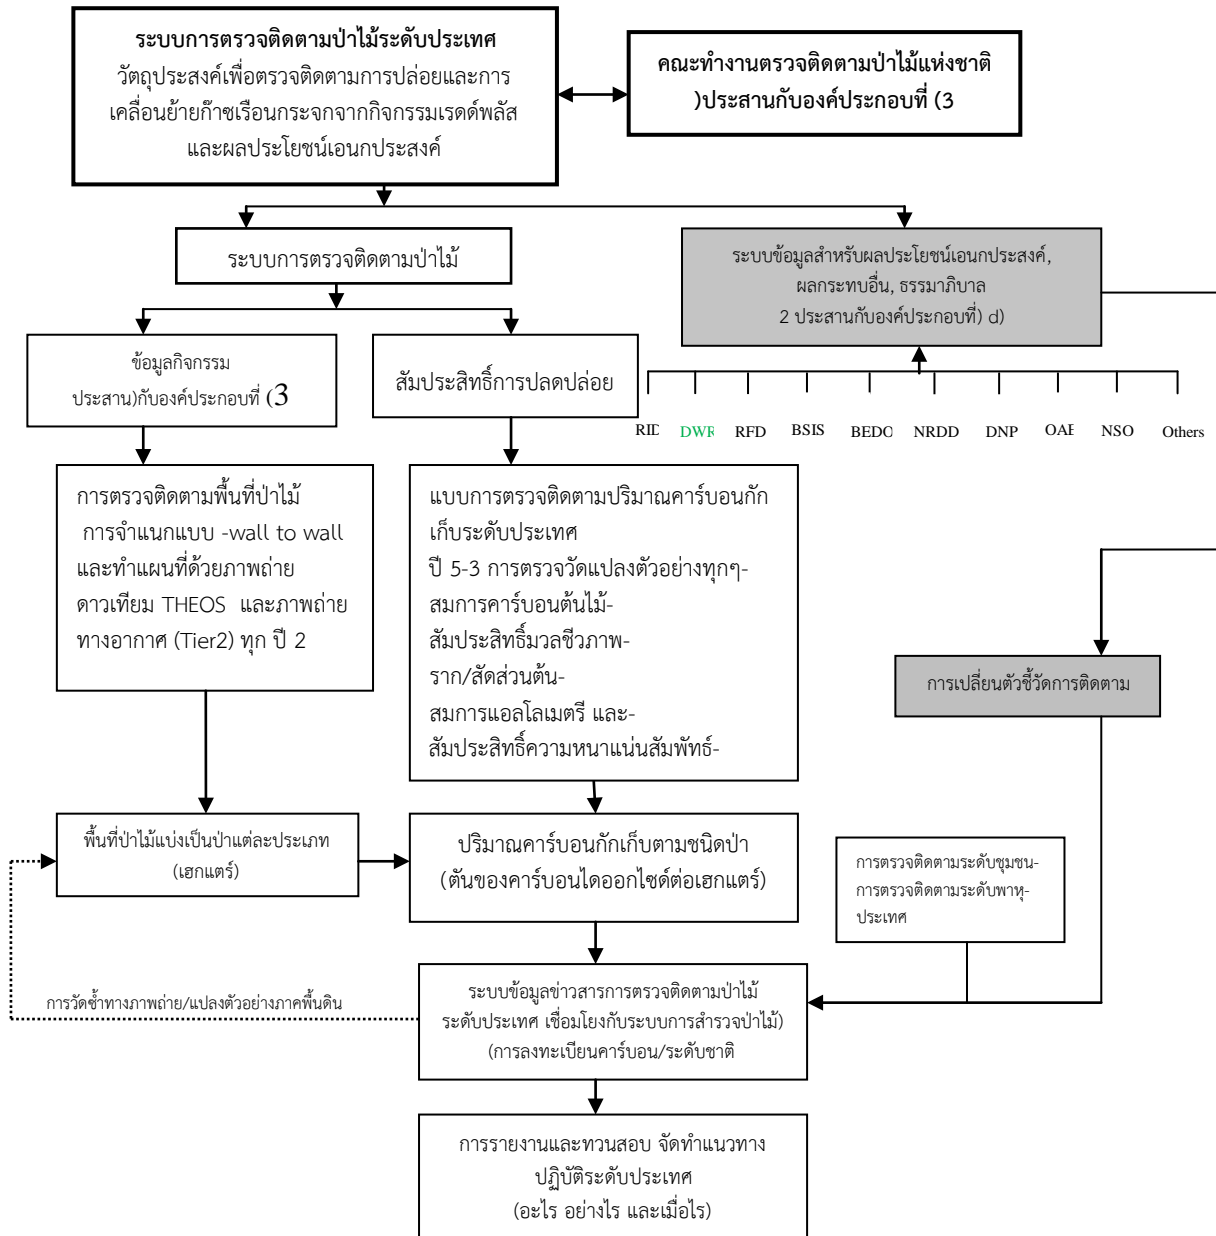 ระบบการตรวจติดตามป่าไม้ระดับประเทศ
วัตถุประสงค์เพื่อตรวจติดตามการปล่อยและการ
เคลื่อนย้ายก๊าซเรือนกระจกจากกิจกรรมเรดด์พลัส
และผลประโยชน์เอนกประสงค์
คณะทำงานตรวจติดตามป่าไม้แห่งชาติ
)ประสานกับองค์ประกอบที่ (3
ระบบการตรวจติดตามป่าไม้
ระบบข้อมูลสำหรับผลประโยชน์เอนกประสงค์,
ผลกระทบอื่น, ธรรมาภิบาล
2 ประสานกับองค์ประกอบที่) d)
ข้อมูลกิจกรรม
ประสาน)กับองค์ประกอบที่ (3
สัมประสิทธิ์การปลดปล่อย
RID DWR RFD BSIS BEDO NRDD DNP OAE NSO Others
การตรวจติดตามพื้นที่ป่าไม้
การจำแนกแบบ -wall to wall
และทำแผนที่ด้วยภาพถ่าย
ดาวเทียม THEOS และภาพถ่าย
ทางอากาศ (Tier2) ทุก ปี 2
แบบการตรวจติดตามปริมาณคาร์บอนกัก
เก็บระดับประเทศ
ปี 5-3 การตรวจวัดแปลงตัวอย่างทุกๆ-
สมการคาร์บอนต้นไม้-
สัมประสิทธิ์มวลชีวภาพ-
ราก/สัดส่วนต้น-
สมการแอลโลเมตรี และ-
สัมประสิทธิ์ความหนาแน่นสัมพัทธ์-
การเปลี่ยนตัวชี้วัดการติดตาม
พื้นที่ป่าไม้แบ่งเป็นป่าแต่ละประเภท
(เฮกแตร์)
ปริมาณคาร์บอนกักเก็บตามชนิดป่า
(ตันของคาร์บอนไดออกไซด์ต่อเฮกแตร์)
การตรวจติดตามระดับชุมชน-
การตรวจติดตามระดับพาหุ-
ประเทศ
การวัดซ้ำทางภาพถ่าย/แปลงตัวอย่างภาคพื้นดิน
ระบบข้อมูลข่าวสารการตรวจติดตามป่าไม้
ระดับประเทศ เชื่อมโยงกับระบบการสำรวจป่าไม้)
(การลงทะเบียนคาร์บอน/ระดับชาติ
การรายงานและทวนสอบ จัดทำแนวทาง
ปฏิบัติระดับประเทศ
(อะไร อย่างไร และเมื่อไร)